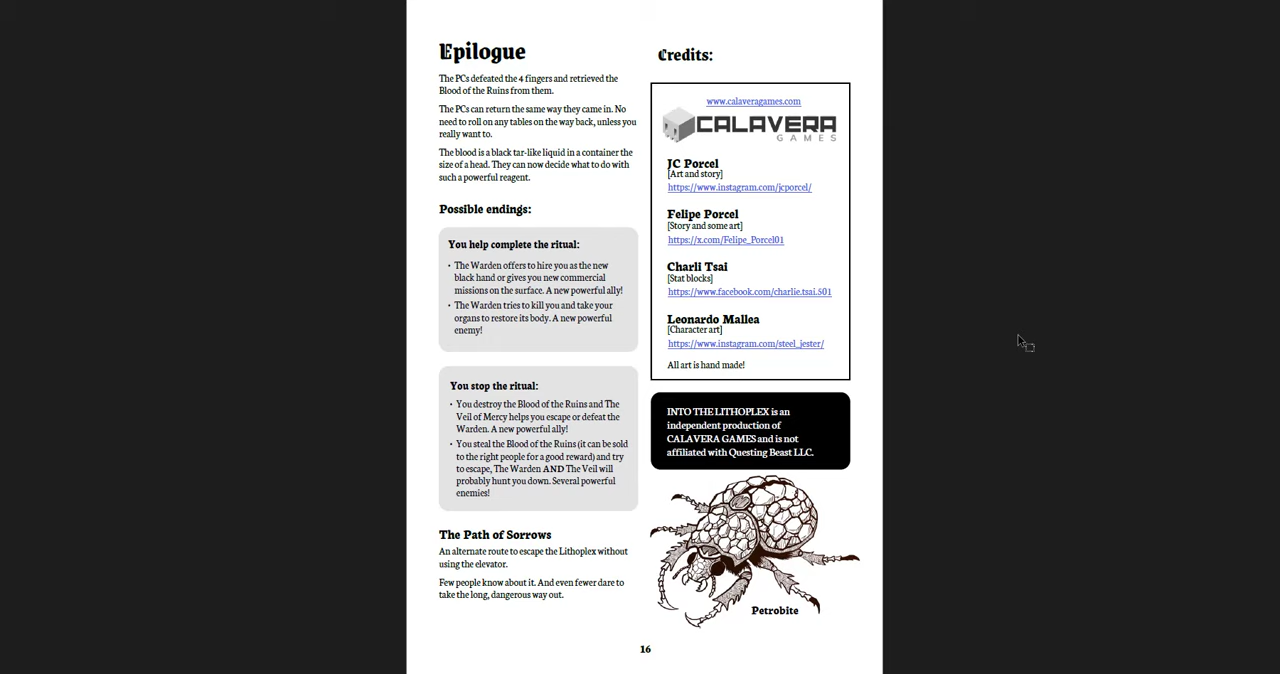 Epilogue
The PCs defeated the 4 fingers and retrieved the
Blood of the Ruins from them.
The PCs can return the same way they came in. No
need to roll on any tables on the way back, unless you
really want to.
The blood is a black tar-like liquid in a container the
size of a head. They can now decide what to do with
such a powerful reagent.
Possible endings:
You help complete the ritual:
• The Warden offers to hire you as the new
black hand or gives you new commercial
missions on the surface. A new powerful ally!
• The Warden tries to kill you and take your
organs to restore its body. A new powerful
enemy!
You stop the ritual:
• You destroy the Blood of the Ruins and The
Veil of Mercy helps you escape or defeat the
Warden. A new powerful ally!
• You steal the Blood of the Ruins (it can be sold
to the right people for a good reward) and try
to escape, The Warden AND The Veil will
probably hunt you down. Several powerful
enemies!
The Path of Sorrows
An alternate route to escape the Lithoplex without
using the elevator.
Few people know about it. And even fewer dare to
take the long, dangerous way out.
Credits:
www.calaveragames.com
CALAVERA
GAMES
JC Porcel
[Art and story]
https://www.instagram.com/jcporcel/
Felipe Porcel
[Story and some art]
https://x.com/Felipe_Porcel01
Charli Tsai
[Stat blocks]
https://www.facebook.com/charlie.tsai.501
Leonardo Mallea
[Character art]
https://www.instagram.com/steel_jester/
All art is hand made!
INTO THE LITHOPLEX is an
independent production of
CALAVERA GAMES and is not
affiliated with Questing Beast LLC.
Petrobite
16